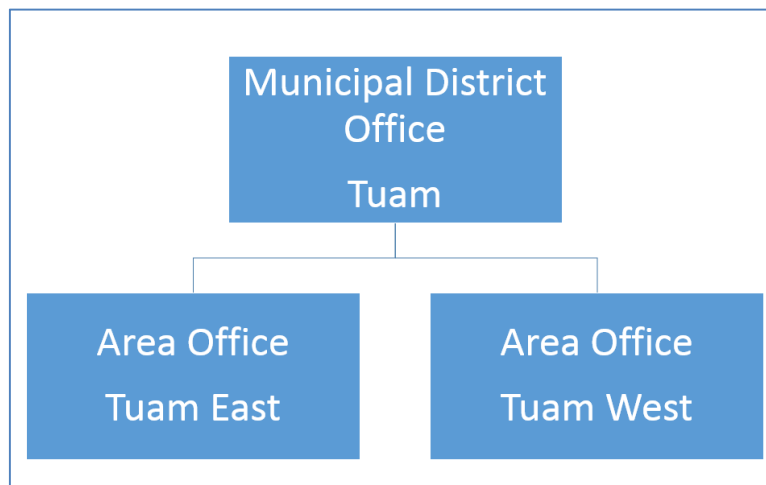 Municipal District
Office
Tuam
Area Office
Tuam East
Area Office
Tuam West